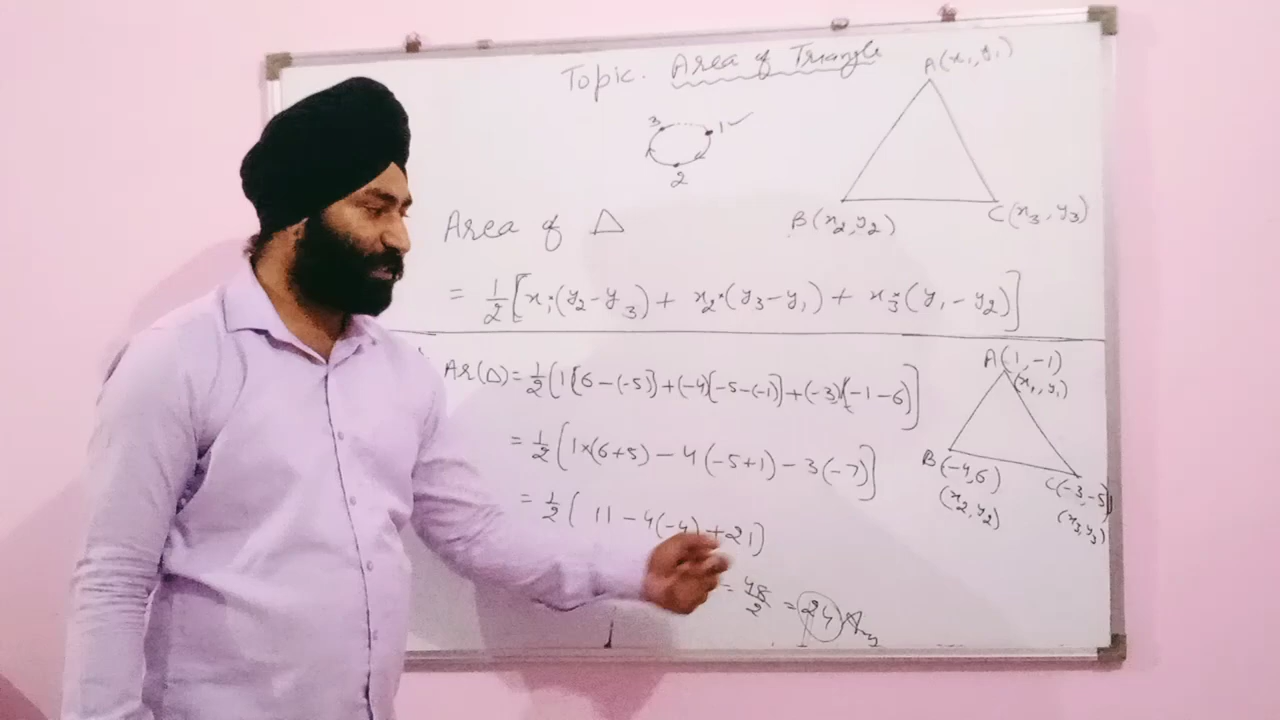 Topic. Area of Triangle
A(x₁, y₁)
3 1 ✓
2
B(x₂, y₂) C(x₃, y₃)
Area of Δ
= 1/2 [x₁·(y₂-y₃) + x₂·(y₃-y₁) + x₃·(y₁-y₂)]
A(1, -1)
(x₁, y₁)
Ar(Δ) = 1/2 [1[6-(-5)] + (-4)[-5-(-1)] + (-3)[-1-6)]
= 1/2 [1×(6+5) - 4(-5+1) - 3(-7)]
B(-4,6) C(-3,-5)
(x₂, y₂) (x₃, y₃)
= 1/2 [11 - 4(-4) + 21]
= 48/2 = 24 Ans